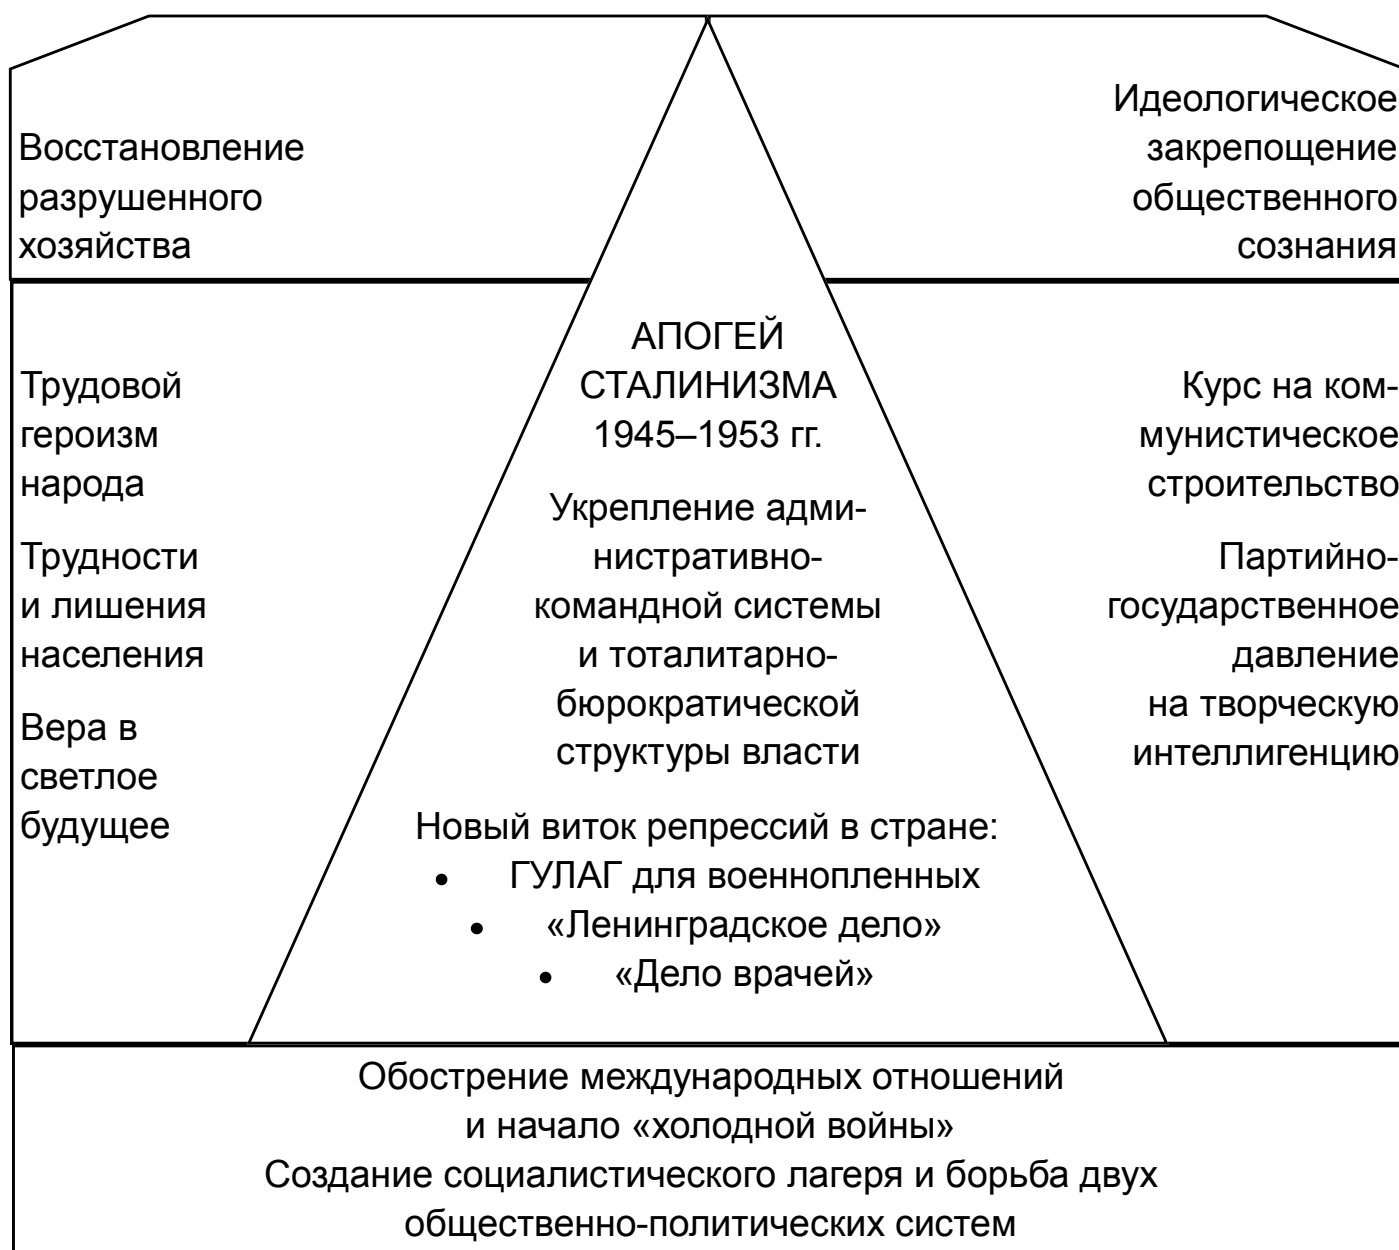 Восстановление
разрушенного
хозяйства
Идеологическое
закрепощение
общественного
сознания
Трудовой
героизм
народа
Трудности
и лишения
населения
Вера в
светлое
будущее
АПОГЕЙ
СТАЛИНИЗМА
1945–1953 гг.
Укрепление адми-
нистративно-
командной системы
и тоталитарно-
бюрократической
структуры власти
Новый виток репрессий в стране:
• ГУЛАГ для военнопленных
• «Ленинградское дело»
• «Дело врачей»
Курс на ком-
мунистическое
строительство
Партийно-
государственное
давление
на творческую
интеллигенцию
Обострение международных отношений
и начало «холодной войны»
Создание социалистического лагеря и борьба двух
общественно-политических систем